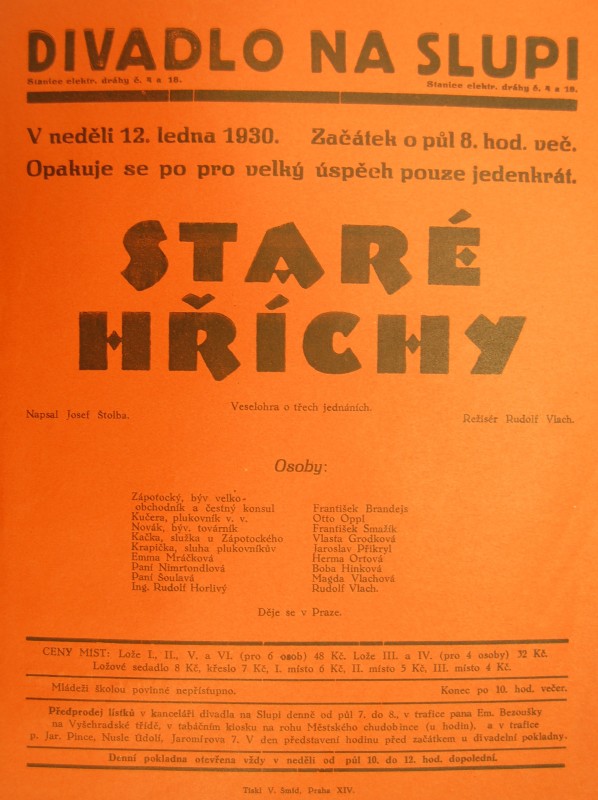 DIVADLO NA SLUPI
Stanice elektr. dráhy č. 4 a 18. Stanice elektr. dráhy č. 4 a 18.
V neděli 12. ledna 1930. Začátek o půl 8. hod. več.
Opakuje se po pro velký úspěch pouze jedenkrát.
STARÉ
HŘÍCHY
Veselohra o třech jednáních.
Napsal Josef Štolba. Režisér Rudolf Vlach.
Osoby:
Zápotocký, býv velko-
obchodník a čestný konsul František Brandejs
Kučera, plukovník v. v. Otto Oppl
Novák, býv. továrník František Smažík
Kačka, služka u Zápotockého Vlasta Grodková
Krapička, sluha plukovníkův Jaroslav Přikryl
Emma Mráčková Herma Ortová
Paní Nimrtondlová Boba Hinková
Paní Soulavá Magda Vlachová
Ing. Rudolf Horlivý Rudolf Vlach.
Děje se v Praze.
CENY MÍST: Lože I., II., V. a VI. (pro 6 osob) 48 Kč. Lože III. a IV. (pro 4 osoby) 32 Kč.
Ložové sedadlo 8 Kč, křeslo 7 Kč, I. místo 6 Kč, II. místo 5 Kč, III. místo 4 Kč.
Mládeži školou povinné nepřístupno. Konec po 10. hod. večer.
Předprodej lístků v kanceláři divadla na Slupi denně od půl 7. do 8., v trafice pana Em. Bezoušky
na Vyšehradské třídě, v tabáčním kiosku na rohu Městského chudobince (u hodin), a v trafice
p. Jar. Pince, Nusle Údolí, Jaromírova 7. V den představení hodinu před začátkem u divadelní pokladny.
Denní pokladna otevřena vždy v neděli od půl 10. do 12. hod. dopolední.
Tiskl V. Šmíd, Praha XIV.